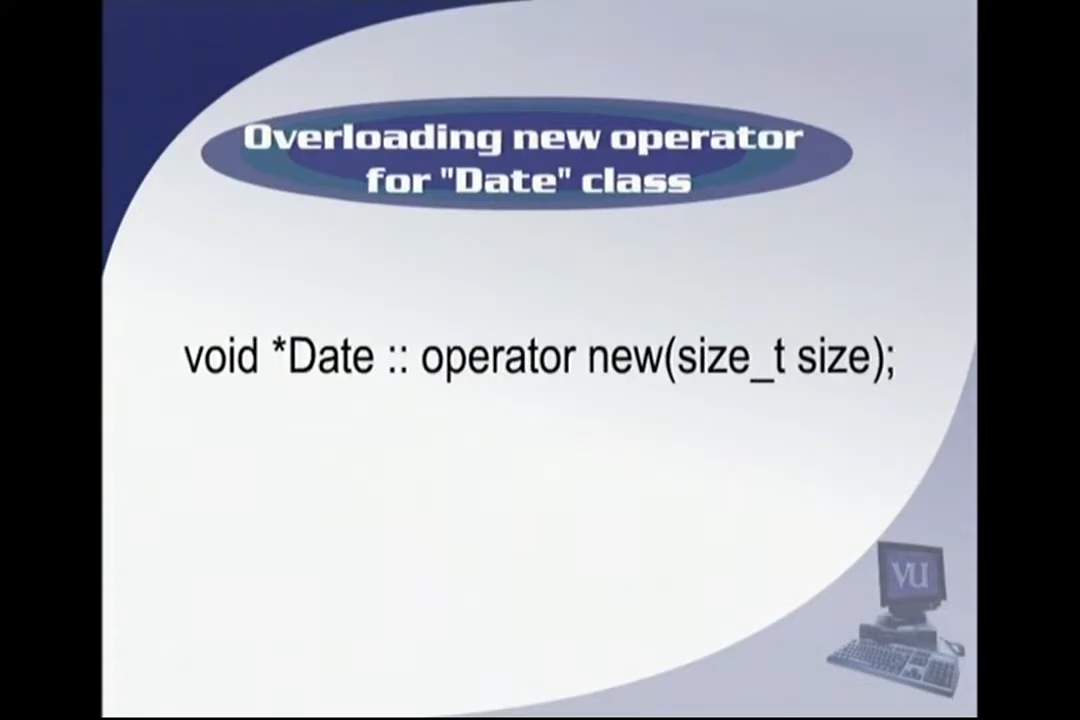 Overloading new operator
for "Date" class
void *Date :: operator new(size_t size);
VU